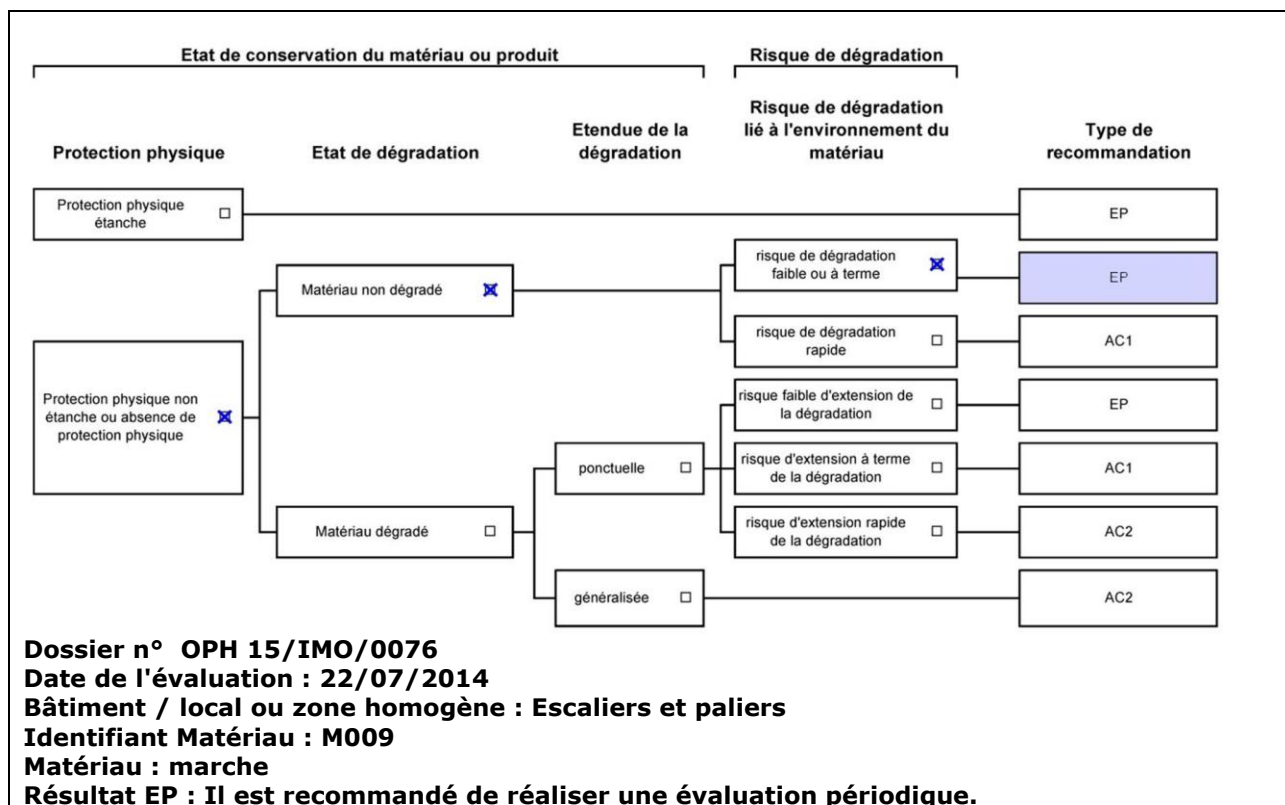 Etat de conservation du matériau ou produit
Risque de dégradation
Protection physique
Etat de dégradation
Etendue de la
dégradation
Risque de dégradation
lié à l'environnement du
matériau
Type de
recommandation
Protection physique
étanche
EP
risque de dégradation
faible ou à terme
Matériau non dégradé
EP
risque de dégradation
rapide
AC1
Protection physique non
étanche ou absence de
protection physique
risque faible d'extension de
la dégradation
EP
ponctuelle
risque d'extension à terme
de la dégradation
AC1
Matériau dégradé
risque d'extension rapide
de la dégradation
AC2
généralisée
AC2
Dossier n° OPH 15/IMO/0076
Date de l'évaluation : 22/07/2014
Bâtiment / local ou zone homogène : Escaliers et paliers
Identifiant Matériau : M009
Matériau : marche
Résultat EP : Il est recommandé de réaliser une évaluation périodique.